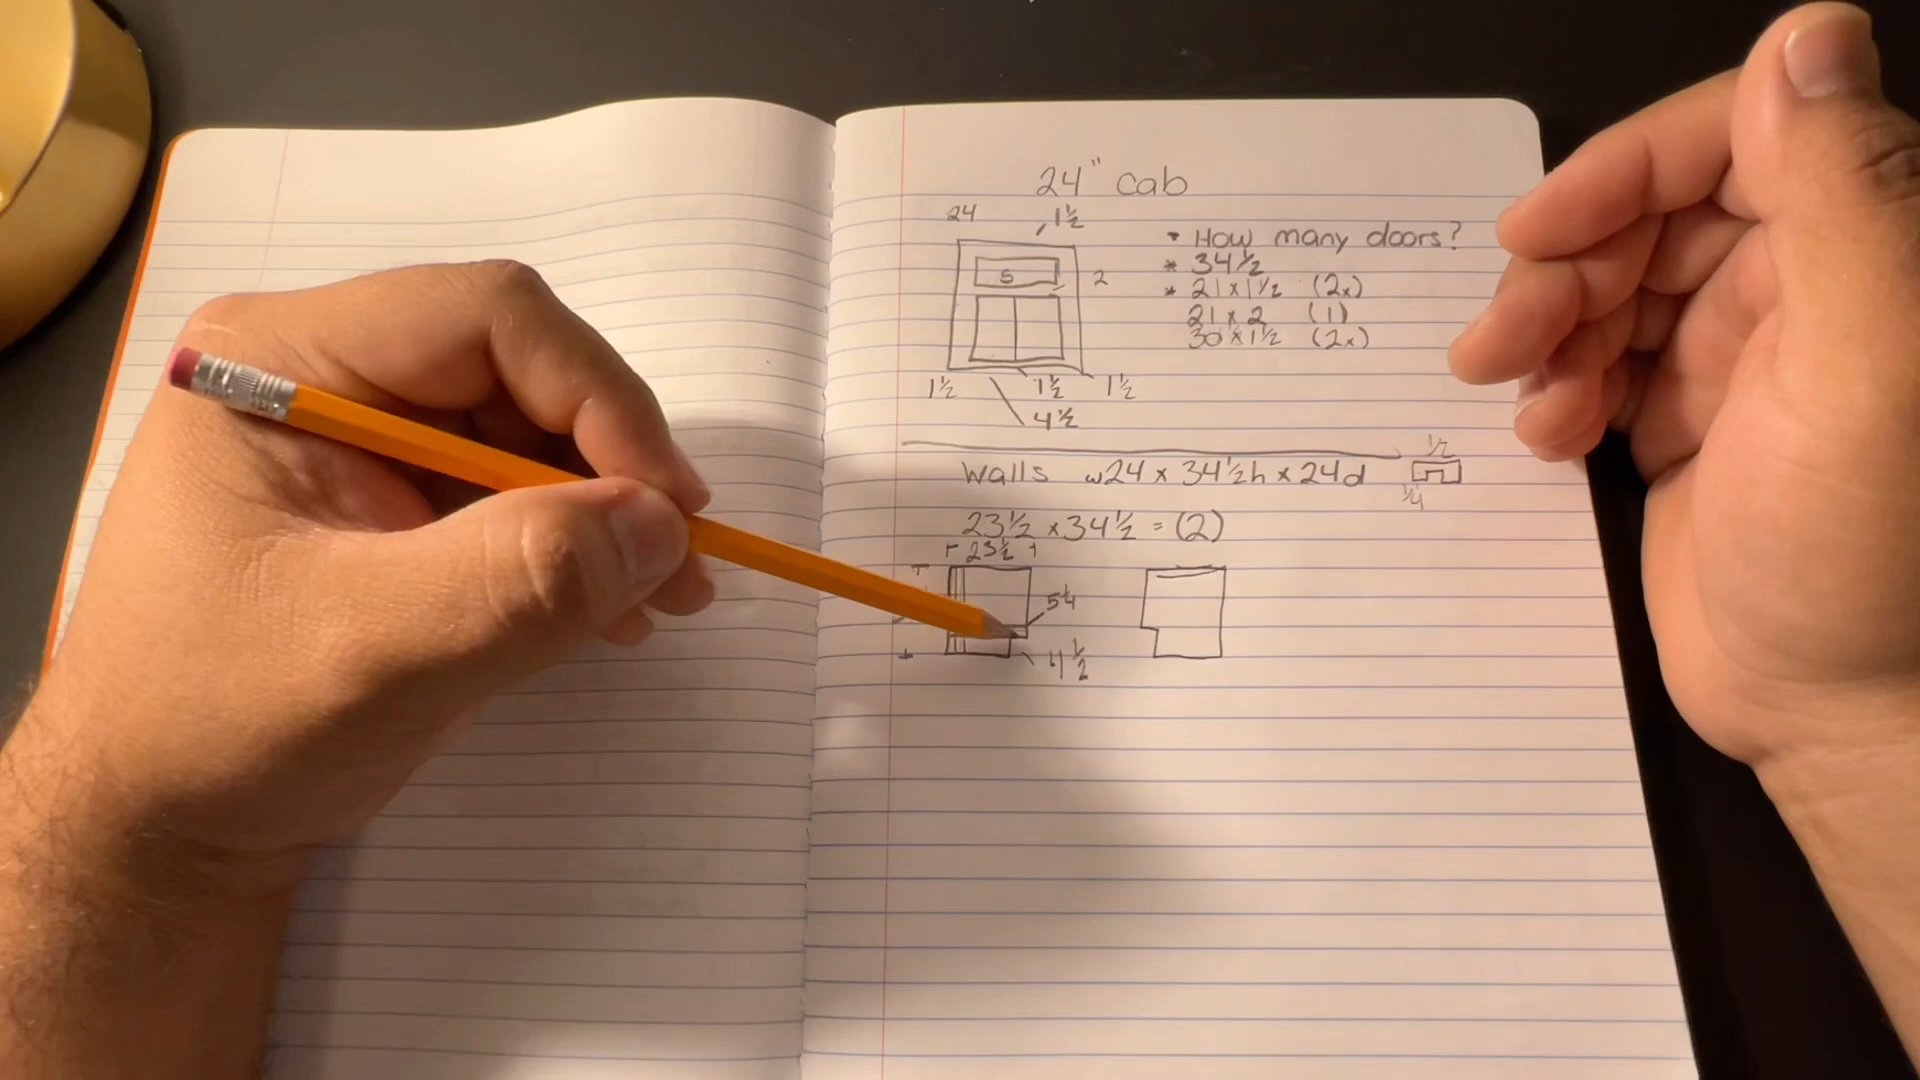 24" cab
24
1½
5
2
* How many doors?
* 34½
* 21 x 1½ (2x)
21 x 2 (1)
30 x 1½ (2x)
1½
1½
1½
4½
walls w24 x 34½h x 24d
1/2
1/4
23½ x 34½ = (2)
23½
5¼
4½